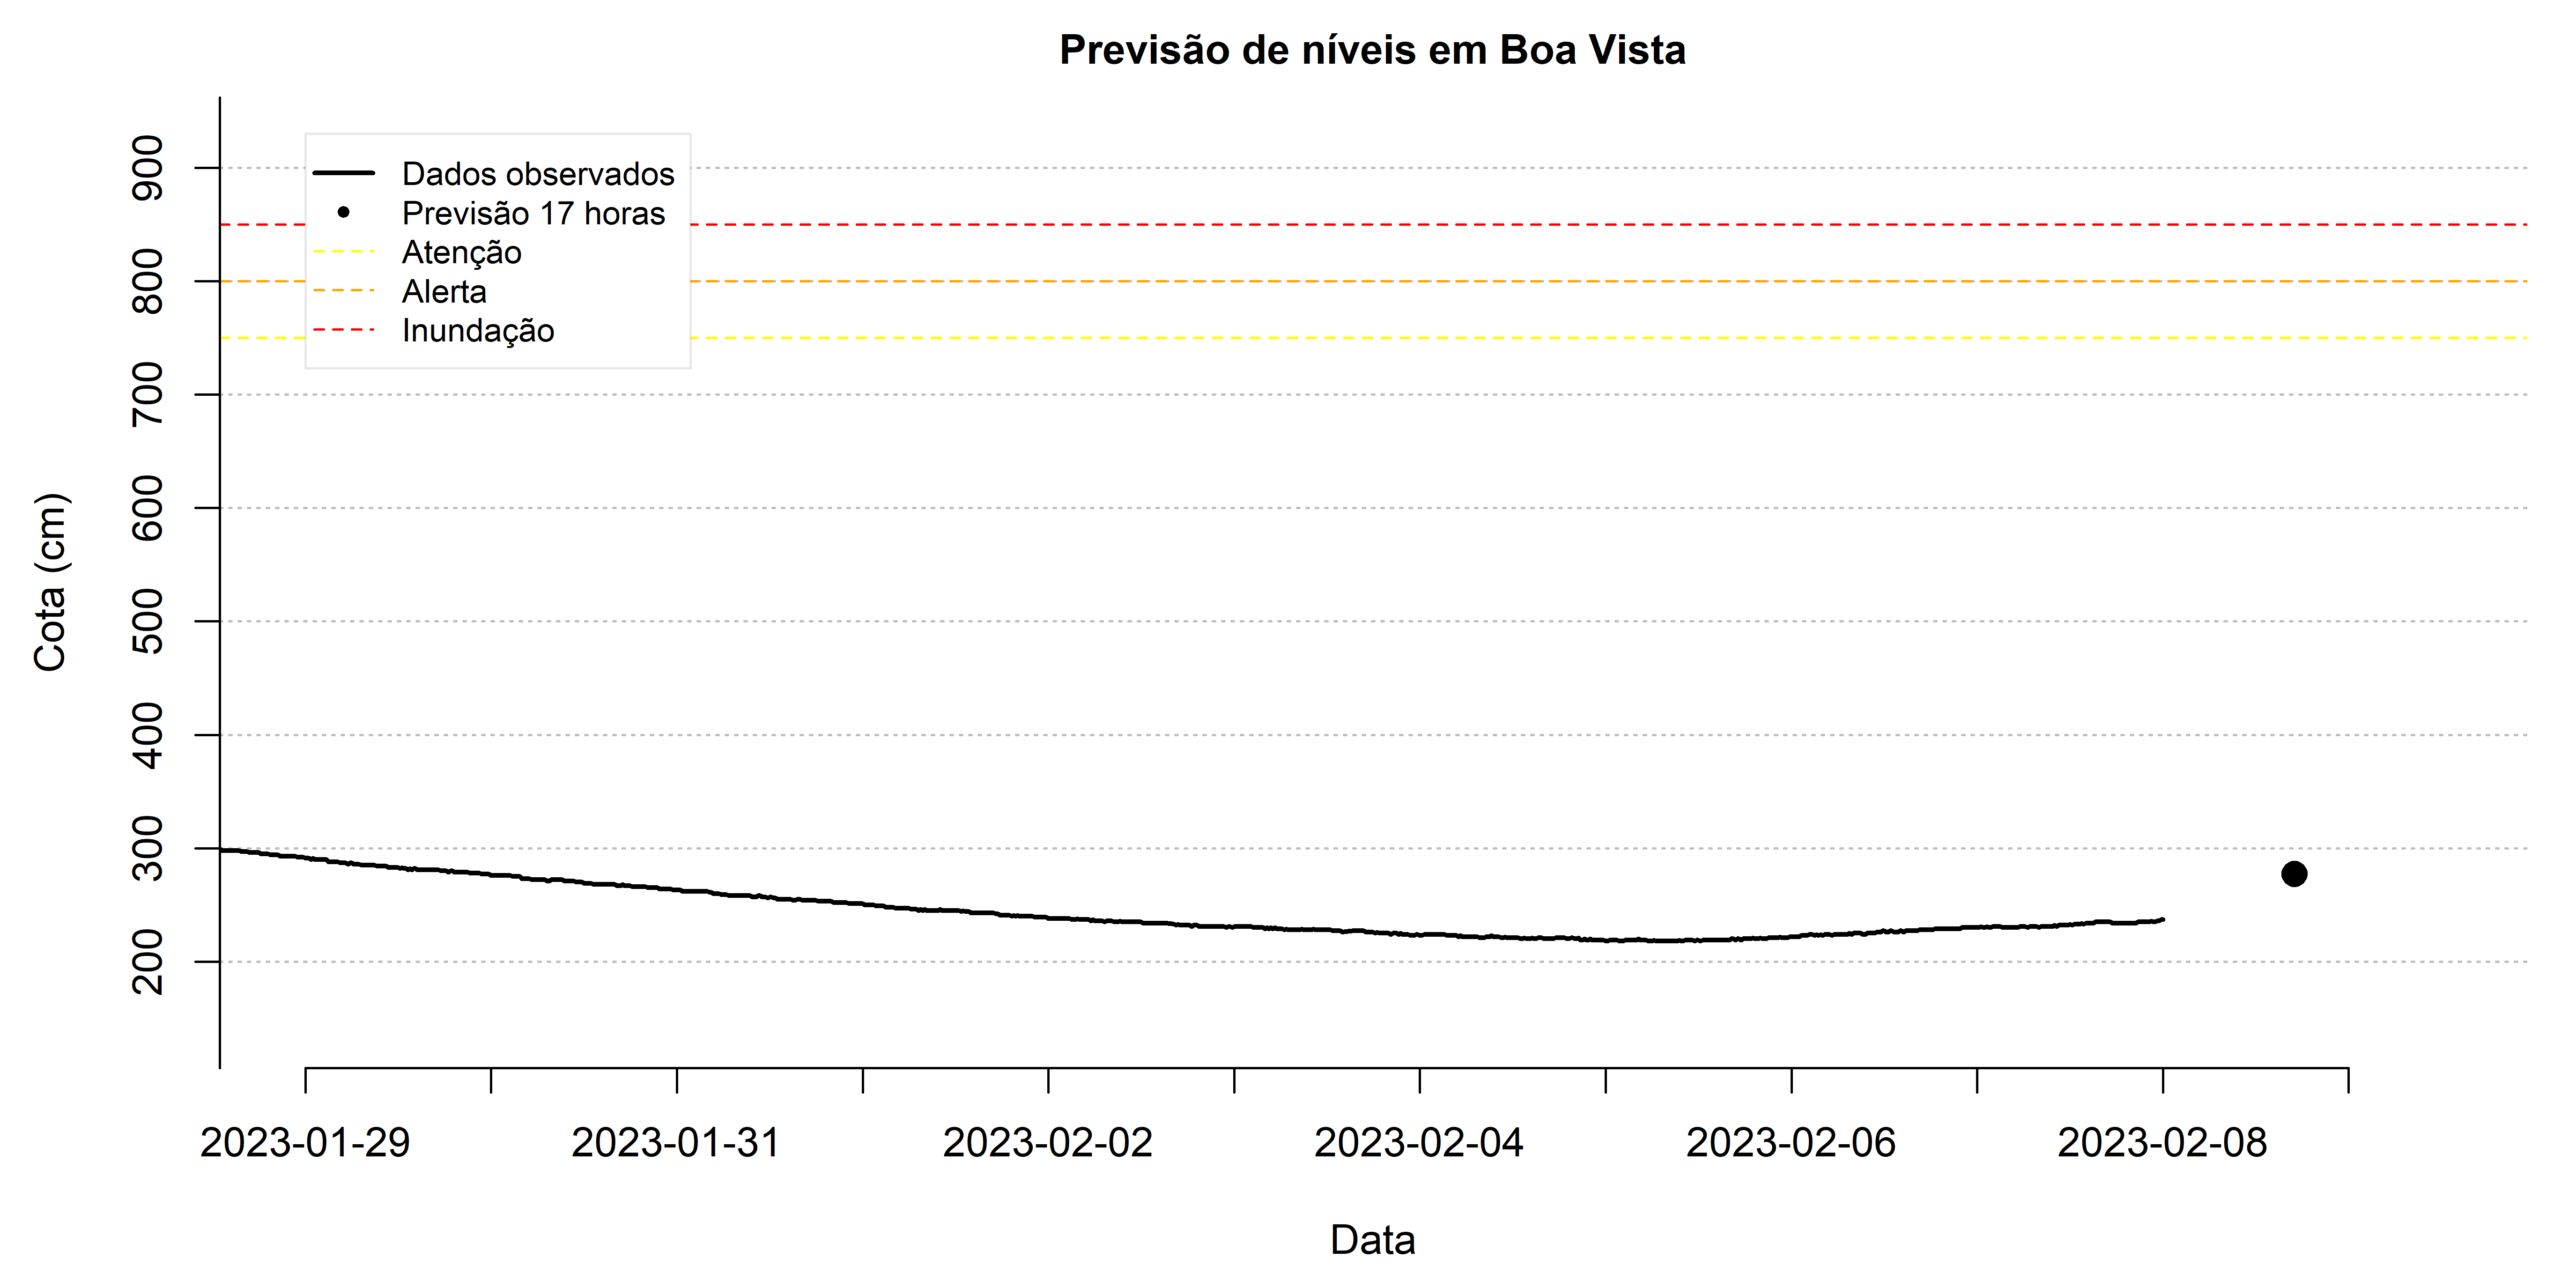 Previsão de níveis em Boa Vista
Dados observados
Previsão 17 horas
Atenção
Alerta
Inundação
900
800
700
600
500
400
300
200
Cota (cm)
2023-01-29
2023-01-31
2023-02-02
2023-02-04
2023-02-06
2023-02-08
Data